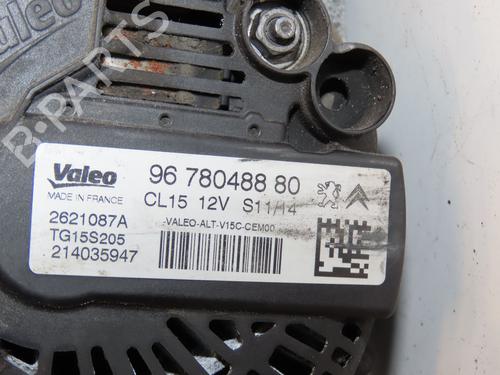 Valeo
B-PARTS
Valeo
MADE IN FRANCE
96 780488 80
CL15 12V S11/14
-VALEO-ALT-V15C-CEM00
2621087A
TG15S205
214035947